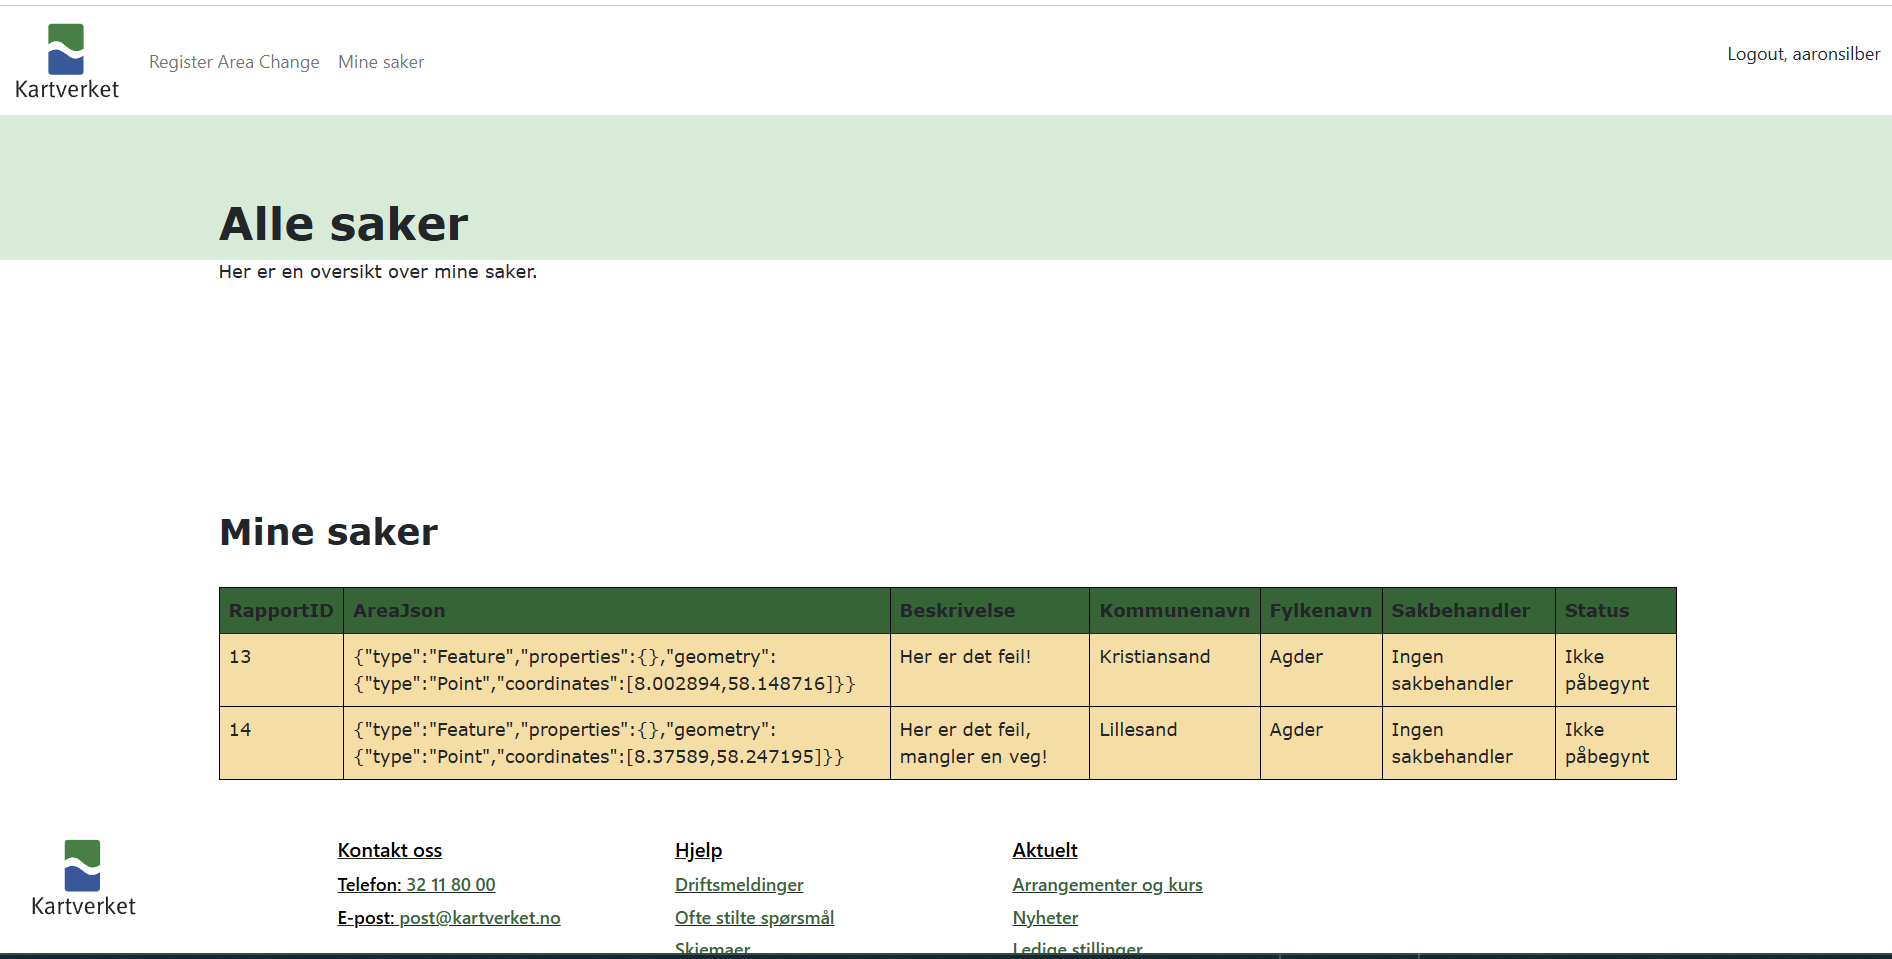 Kartverket
Register Area Change
Mine saker
Logout, aaronsilber
Alle saker
Her er en oversikt over mine saker.
Mine saker
RapportID AreaJson Beskrivelse Kommunenavn Fylkenavn Sakbehandler Status
13
{"type":"Feature","properties":{},"geometry":
{"type":"Point","coordinates":[8.002894,58.148716]}}
Her er det feil!
Kristiansand
Agder
Ingen
sakbehandler
Ikke
påbegynt
14
{"type":"Feature","properties":{},"geometry":
{"type":"Point","coordinates":[8.37589,58.247195]}}
Her er det feil,
mangler en veg!
Lillesand
Agder
Ingen
sakbehandler
Ikke
påbegynt
Kartverket
Kontakt oss
Telefon: 32 11 80 00
E-post: post@kartverket.no
Hjelp
Driftsmeldinger
Ofte stilte spørsmål
Skjemaer
Aktuelt
Arrangementer og kurs
Nyheter
Ledige stillinger